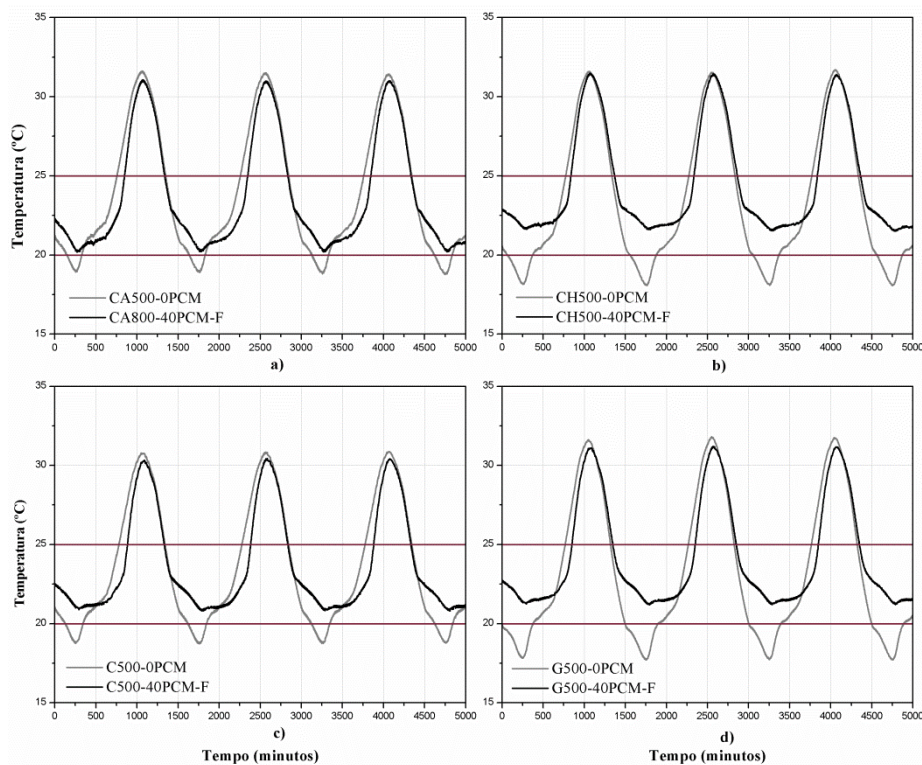 35
30
25
20
15
Temperatura (ºC)
CA500-0PCM
CA800-40PCM-F
0 500 1000 1500 2000 2500 3000 3500 4000 4500 5000
a)
35
30
25
20
15
CH500-0PCM
CH500-40PCM-F
0 500 1000 1500 2000 2500 3000 3500 4000 4500 5000
b)
35
30
25
20
15
Temperatura (ºC)
C500-0PCM
C500-40PCM-F
0 500 1000 1500 2000 2500 3000 3500 4000 4500 5000
c)
Tempo (minutos)
35
30
25
20
15
G500-0PCM
G500-40PCM-F
0 500 1000 1500 2000 2500 3000 3500 4000 4500 5000
d)
Tempo (minutos)